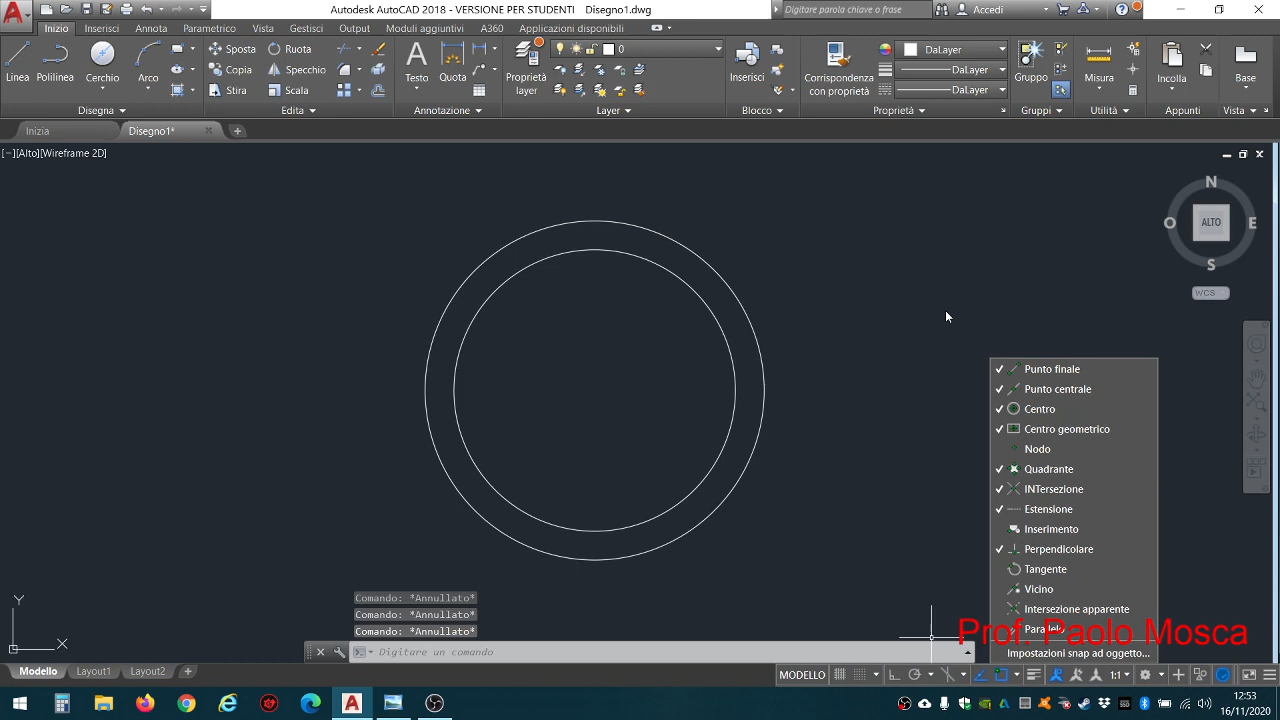 Autodesk AutoCAD 2018 - VERSIONE PER STUDENTI Disegno1.dwg
Digitare parola chiave o frase
Accedi
Inizio Inserisci Annota Parametrico Vista Gestisci Output Moduli aggiuntivi A360 Applicazioni disponibili
Linea Polilinea Cerchio Arco
Sposta Ruota
Copia Specchio
Stira Scala
Testo Quota
Proprietà
layer
0
Inserisci
Corrispondenza
con proprietà
DaLayer
DaLayer
DaLayer
Gruppo
Misura
Incolla
Base
Disegna Edita Annotazione Layer Blocco Proprietà Gruppi Utilità Appunti Vista
Inizia Disegno1*
[−][Alto][Wireframe 2D]
N
O ALTO E
S
WCS
Punto finale
Punto centrale
Centro
Centro geometrico
Nodo
Quadrante
INTersezione
Estensione
Inserimento
Perpendicolare
Tangente
Vicino
Intersezione apparente
Parallelo
Impostazioni snap ad oggetto...
Prof. Paolo Mosca
Y
X
Comando: *Annullato*
Comando: *Annullato*
Comando: *Annullato*
Digitare un comando
Modello Layout1 Layout2
MODELLO
1:1
12:53
16/11/2020